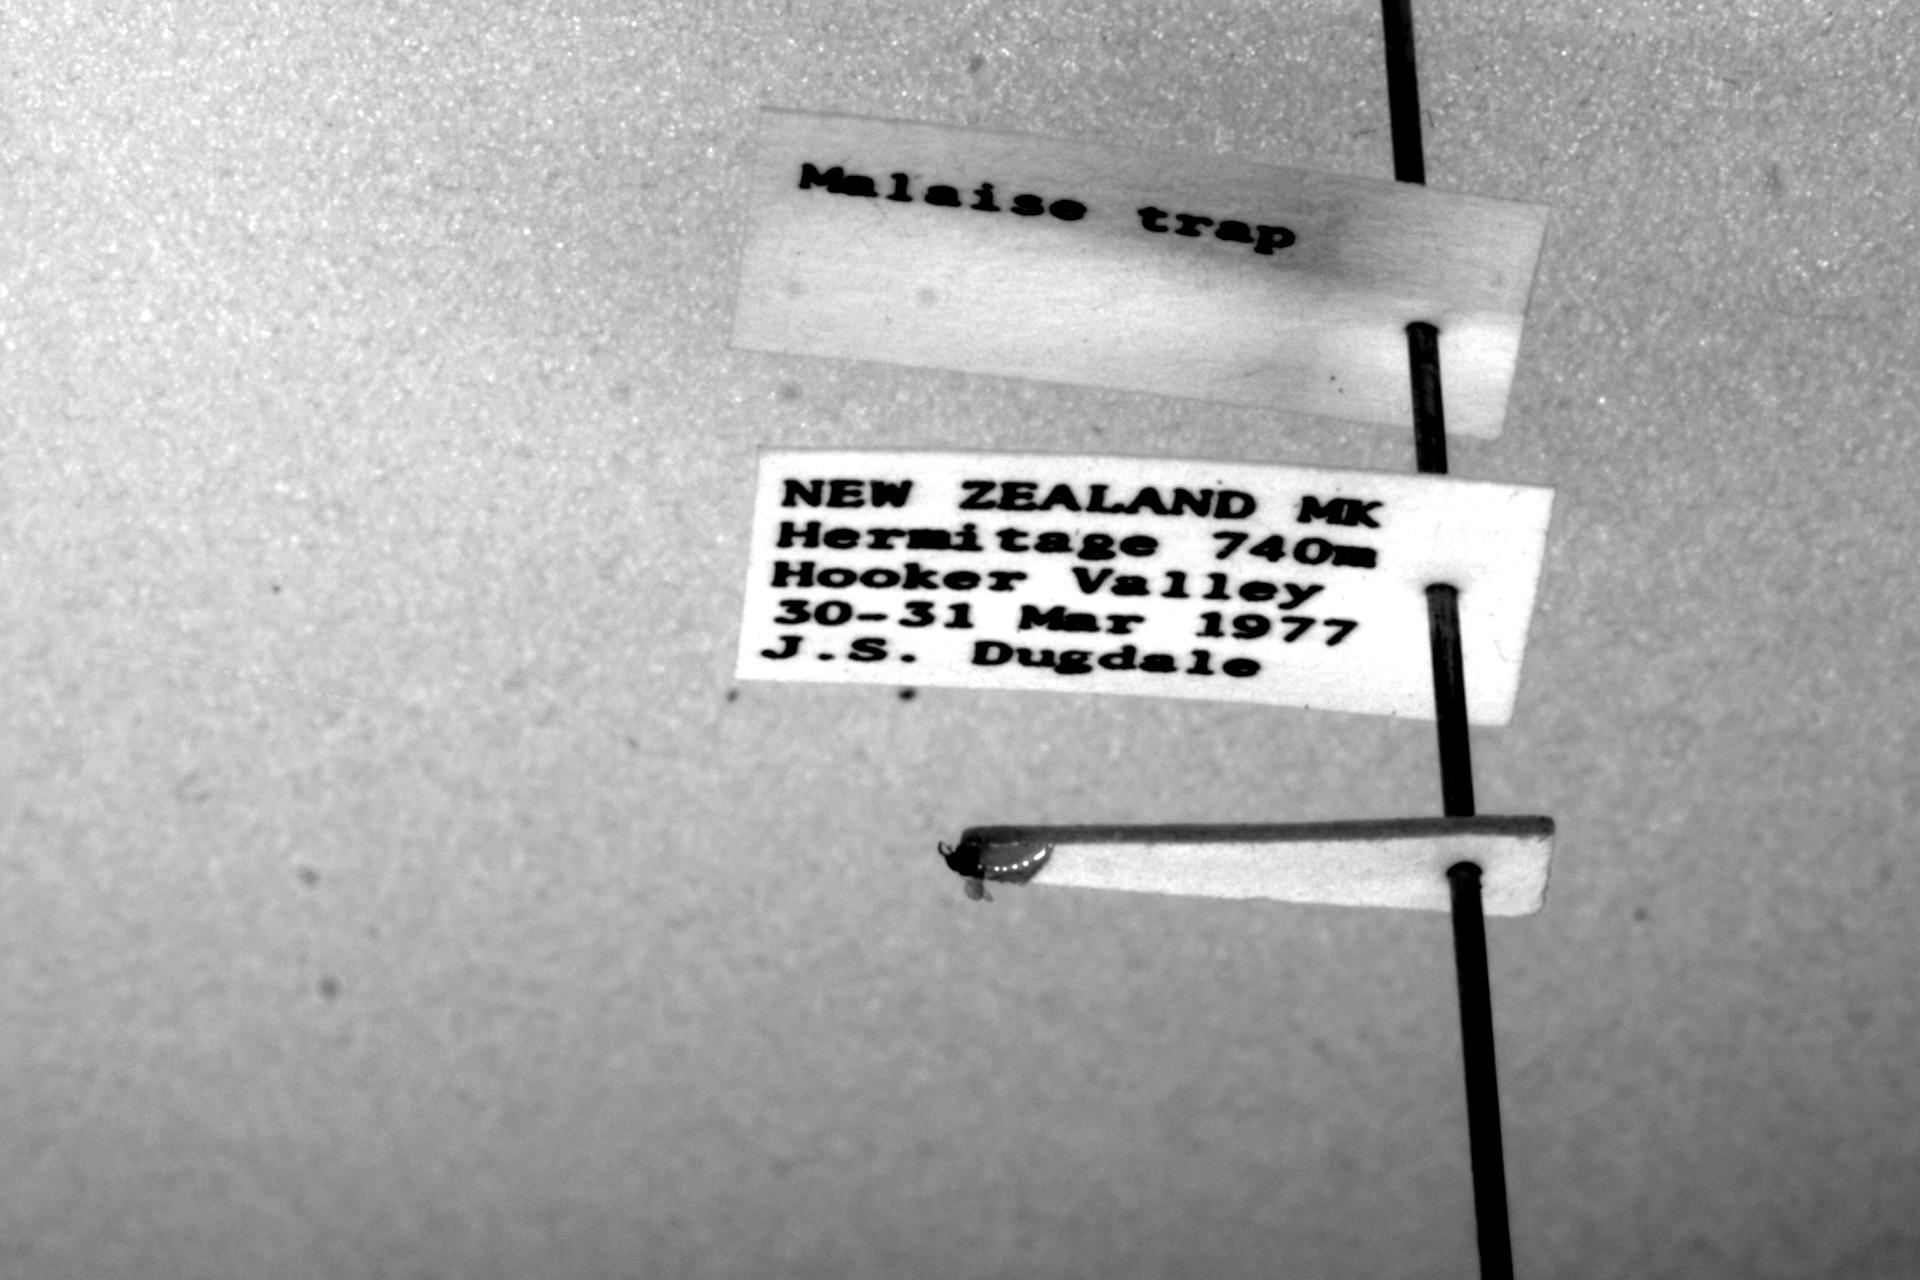 Malaise trap
NEW ZEALAND MK
Hermitage 740m
Hooker Valley
30-31 Mar 1977
J.S. Dugdale